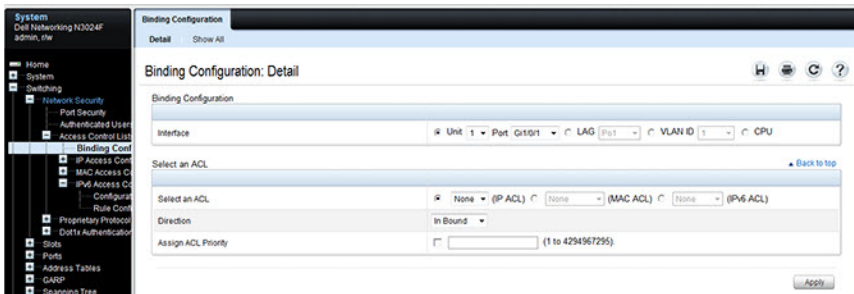 System
Dell Networking N3024F
admin, r/w
Home
System
Switching
Network Security
Port Security
Authenticated Users
Access Control List
Binding Conf
IP Access Cont
MAC Access Co
IPv6 Access Co
Configurat
Rule Conf
Proprietary Protocol
Dot1x Authentication
Slots
Ports
Address Tables
GARP
Spanning Tree
Binding Configuration
Detail Show All
Binding Configuration: Detail
Binding Configuration
Interface Unit 1 Port Gi1/0/1 LAG Po1 VLAN ID 1 CPU
Select an ACL Back to top
Select an ACL None (IP ACL) None (MAC ACL) None (IPv6 ACL)
Direction In Bound
Assign ACL Priority (1 to 4294967295)
Apply